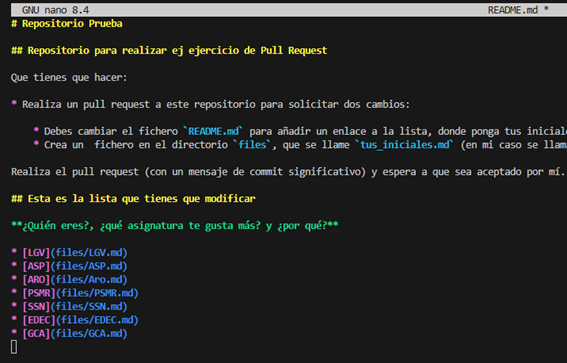 GNU nano 8.4 README.md *
# Repositorio Prueba
## Repositorio para realizar ej ejercicio de Pull Request
Que tienes que hacer:
* Realiza un pull request a este repositorio para solicitar dos cambios:
* Debes cambiar el fichero `README.md` para añadir un enlace a la lista, donde ponga tus iniciale
* Crea un  fichero en el directorio `files`, que se llame `tus_iniciales.md` (en mi caso se llam
Realiza el pull request (con un mensaje de commit significativo) y espera a que sea aceptado por mí.
## Esta es la lista que tienes que modificar
**¿Quién eres?, ¿qué asignatura te gusta más? y ¿por qué?**
* [LGV](files/LGV.md)
* [ASP](files/ASP.md)
* [ARO](files/Aro.md)
* [PSMR](files/PSMR.md)
* [SSN](files/SSN.md)
* [EDEC](files/EDEC.md)
* [GCA](files/GCA.md)